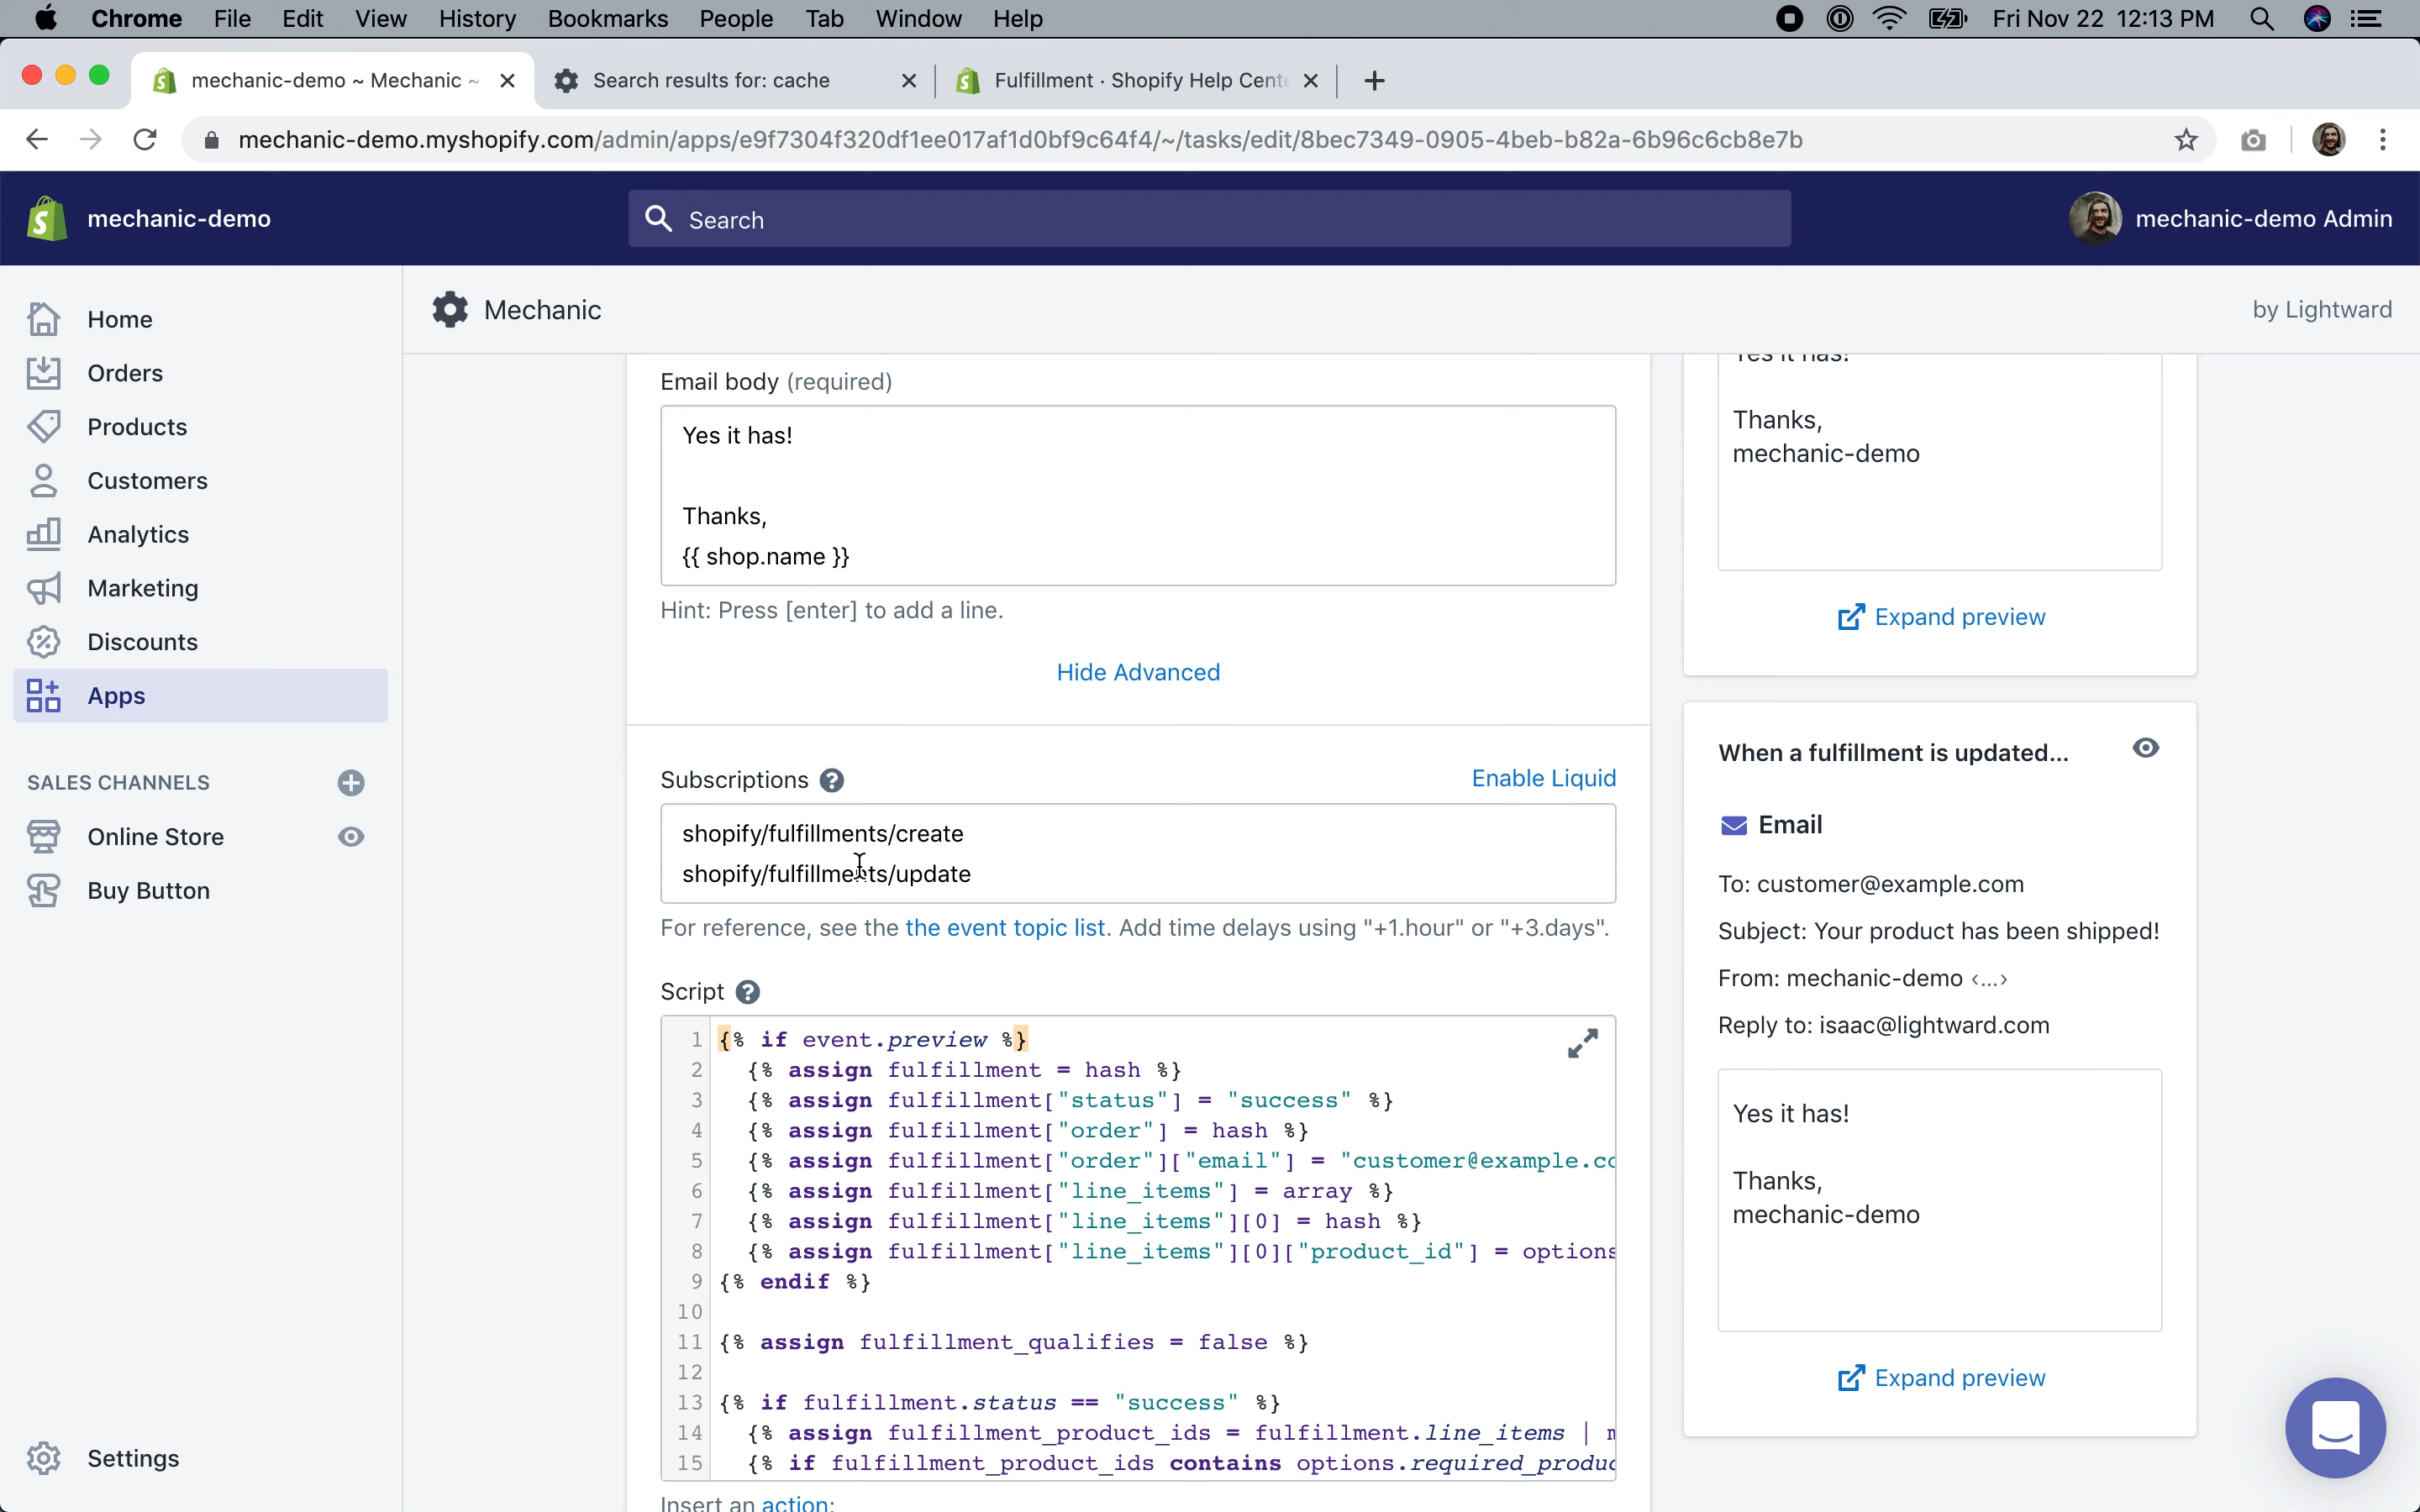 Chrome File Edit View History Bookmarks People Tab Window Help Fri Nov 22 12:13 PM
mechanic-demo ~ Mechanic ~ Search results for: cache Fulfillment · Shopify Help Cente
mechanic-demo.myshopify.com/admin/apps/e9f7304f320df1ee017af1d0bf9c64f4/~/tasks/edit/8bec7349-0905-4beb-b82a-6b96c6cb8e7b
mechanic-demo Search mechanic-demo Admin
Mechanic by Lightward
Home
Orders
Products
Customers
Analytics
Marketing
Discounts
Apps
SALES CHANNELS
Online Store
Buy Button
Settings
Email body (required)
Yes it has!
Thanks,
{{ shop.name }}
Hint: Press [enter] to add a line.
Hide Advanced
Subscriptions ? Enable Liquid
shopify/fulfillments/create
shopify/fulfillments/update
For reference, see the the event topic list. Add time delays using "+1.hour" or "+3.days".
Script ?
1 {% if event.preview %}
2 {% assign fulfillment = hash %}
3 {% assign fulfillment["status"] = "success" %}
4 {% assign fulfillment["order"] = hash %}
5 {% assign fulfillment["order"]["email"] = "customer@example.co
6 {% assign fulfillment["line_items"] = array %}
7 {% assign fulfillment["line_items"][0] = hash %}
8 {% assign fulfillment["line_items"][0]["product_id"] = options
9 {% endif %}
10
11 {% assign fulfillment_qualifies = false %}
12
13 {% if fulfillment.status == "success" %}
14 {% assign fulfillment_product_ids = fulfillment.line_items | m
15 {% if fulfillment_product_ids contains options.required_produc
Insert an action:
Yes it has!
Thanks,
mechanic-demo
Expand preview
When a fulfillment is updated...
Email
To: customer@example.com
Subject: Your product has been shipped!
From: mechanic-demo <...>
Reply to: isaac@lightward.com
Yes it has!
Thanks,
mechanic-demo
Expand preview